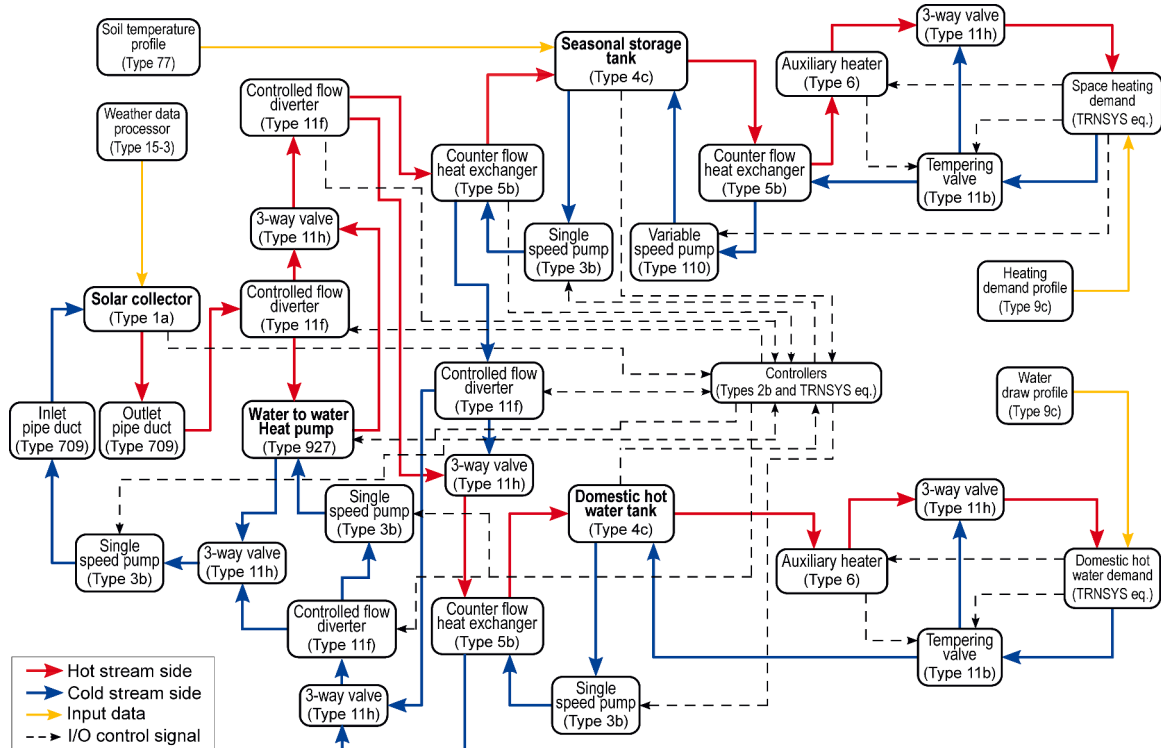 Soil temperature
profile
(Type 77)
Seasonal storage
tank
(Type 4c)
3-way valve
(Type 11h)
Auxiliary heater
(Type 6)
Space heating
demand
(TRNSYS eq.)
Controlled flow
diverter
(Type 11f)
Weather data
processor
(Type 15-3)
Counter flow
heat exchanger
(Type 5b)
Counter flow
heat exchanger
(Type 5b)
Tempering
valve
(Type 11b)
3-way valve
(Type 11h)
Single
speed pump
(Type 3b)
Variable
speed pump
(Type 110)
Heating
demand profile
(Type 9c)
Solar collector
(Type 1a)
Controlled flow
diverter
(Type 11f)
Controlled flow
diverter
(Type 11f)
Controllers
(Types 2b and TRNSYS eq.)
Water
draw profile
(Type 9c)
Inlet
pipe duct
(Type 709)
Outlet
pipe duct
(Type 709)
Water to water
Heat pump
(Type 927)
3-way valve
(Type 11h)
Single
speed pump
(Type 3b)
Domestic hot
water tank
(Type 4c)
3-way valve
(Type 11h)
Single
speed pump
(Type 3b)
3-way valve
(Type 11h)
Auxiliary heater
(Type 6)
Domestic hot
water demand
(TRNSYS eq.)
Controlled flow
diverter
(Type 11f)
Counter flow
heat exchanger
(Type 5b)
Tempering
valve
(Type 11b)
3-way valve
(Type 11h)
Single
speed pump
(Type 3b)
Hot stream side
Cold stream side
Input data
I/O control signal